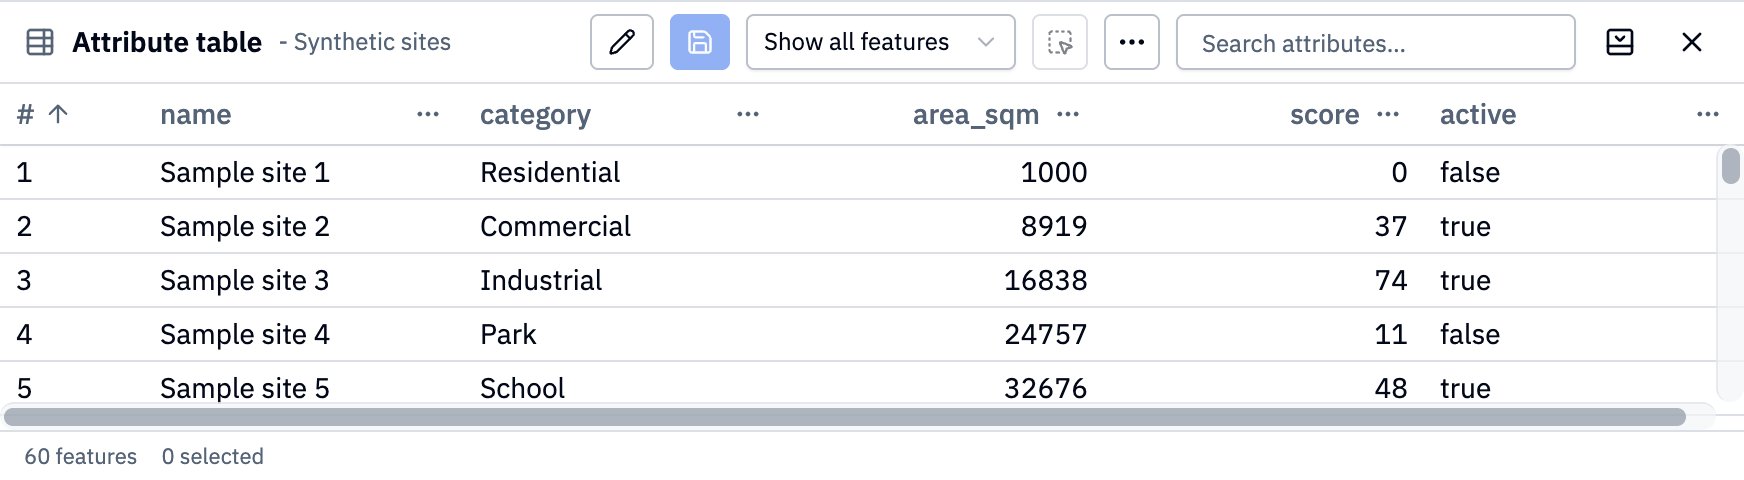 Attribute table - Synthetic sites Show all features Search attributes...
# name ... category ... area_sqm ... score ... active ...
1 Sample site 1 Residential 1000 0 false
2 Sample site 2 Commercial 8919 37 true
3 Sample site 3 Industrial 16838 74 true
4 Sample site 4 Park 24757 11 false
5 Sample site 5 School 32676 48 true
60 features 0 selected